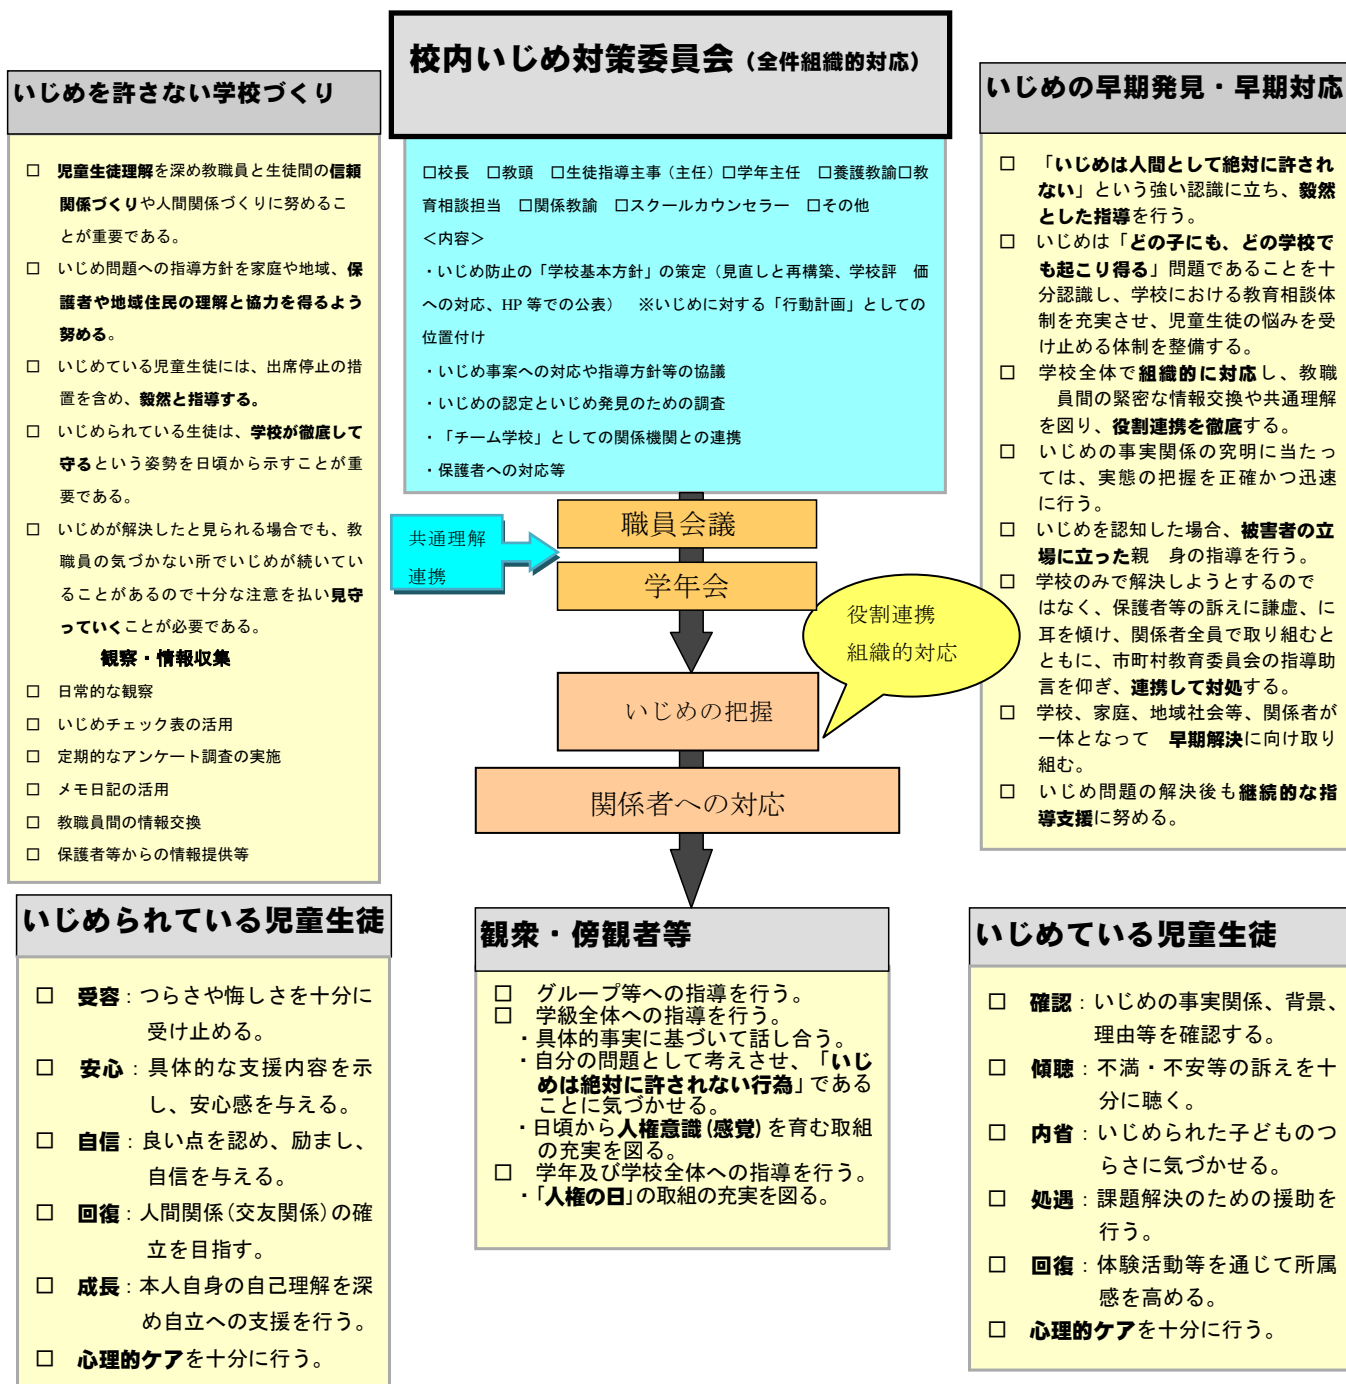 校内いじめ対策委員会（全件組織的対応）
□校長　□教頭　□生徒指導主事（主任）□学年主任　□養護教諭□教
育相談担当　□関係教諭　□スクールカウンセラー　□その他
＜内容＞
・いじめ防止の「学校基本方針」の策定（見直しと再構築、学校評　価
への対応、HP 等での公表）　※いじめに対する「行動計画」としての
位置付け
・いじめ事案への対応や指導方針等の協議
・いじめの認定といじめ発見のための調査
・「チーム学校」としての関係機関との連携
・保護者への対応等
いじめを許さない学校づくり
□　児童生徒理解を深め教職員と生徒間の信頼
関係づくりや人間関係づくりに努めるこ
とが重要である。
□　いじめ問題への指導方針を家庭や地域、保
護者や地域住民の理解と協力を得るよう
努める。
□　いじめている児童生徒には、出席停止の措
置を含め、毅然と指導する。
□　いじめられている生徒は、学校が徹底して
守るという姿勢を日頃から示すことが重
要である。
□　いじめが解決したと見られる場合でも、教
職員の気づかない所でいじめが続いてい
ることがあるので十分な注意を払い見守
っていくことが必要である。
観察・情報収集
□　日常的な観察
□　いじめチェック表の活用
□　定期的なアンケート調査の実施
□　メモ日記の活用
□　教職員間の情報交換
□　保護者等からの情報提供等
共通理解
連携
職員会議
学年会
役割連携
組織的対応
いじめの把握
関係者への対応
いじめの早期発見・早期対応
□　「いじめは人間として絶対に許され
ない」という強い認識に立ち、毅然
とした指導を行う。
□　いじめは「どの子にも、どの学校で
も起こり得る」問題であることを十
分認識し、学校における教育相談体
制を充実させ、児童生徒の悩みを受
け止める体制を整備する。
□　学校全体で組織的に対応し、教職
員間の緊密な情報交換や共通理解
を図り、役割連携を徹底する。
□　いじめの事実関係の究明に当たっ
ては、実態の把握を正確かつ迅速
に行う。
□　いじめを認知した場合、被害者の立
場に立った親　身の指導を行う。
□　学校のみで解決しようとするので
はなく、保護者等の訴えに謙虚、に
耳を傾け、関係者全員で取り組むと
ともに、市町村教育委員会の指導助
言を仰ぎ、連携して対処する。
□　学校、家庭、地域社会等、関係者が
一体となって　早期解決に向け取り
組む。
□　いじめ問題の解決後も継続的な指
導支援に努める。
いじめられている児童生徒
□　受容：つらさや悔しさを十分に
受け止める。
□　安心：具体的な支援内容を示
し、安心感を与える。
□　自信：良い点を認め、励まし、
自信を与える。
□　回復：人間関係（交友関係）の確
立を目指す。
□　成長：本人自身の自己理解を深
め自立への支援を行う。
□　心理的ケアを十分に行う。
観衆・傍観者等
□　グループ等への指導を行う。
□　学級全体への指導を行う。
・具体的事実に基づいて話し合う。
・自分の問題として考えさせ、「いじ
めは絶対に許されない行為」である
ことに気づかせる。
・日頃から人権意識（感覚）を育む取組
の充実を図る。
□　学年及び学校全体への指導を行う。
・「人権の日」の取組の充実を図る。
いじめている児童生徒
□　確認：いじめの事実関係、背景、
理由等を確認する。
□　傾聴：不満・不安等の訴えを十
分に聴く。
□　内省：いじめられた子どものつ
らさに気づかせる。
□　処遇：課題解決のための援助を
行う。
□　回復：体験活動等を通じて所属
感を高める。
□　心理的ケアを十分に行う。